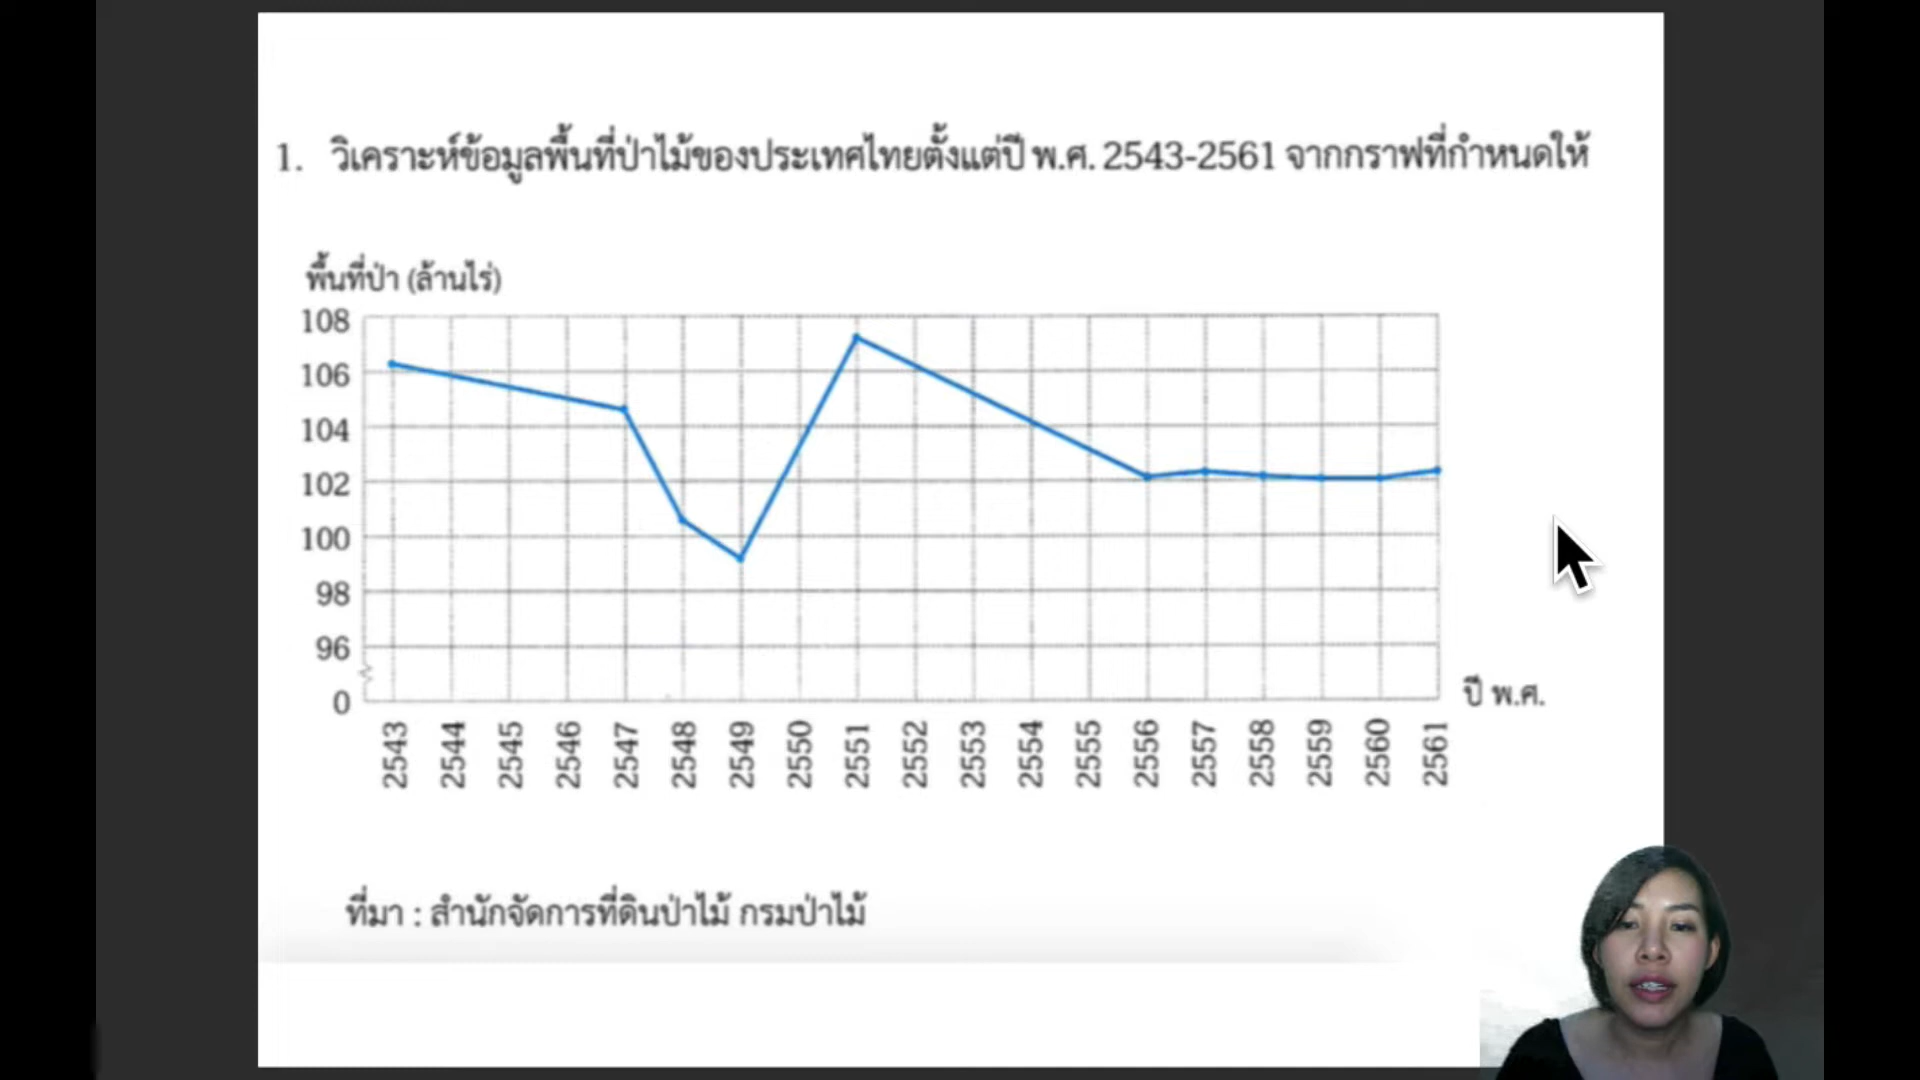 1. วิเคราะห์ข้อมูลพื้นที่ป่าไม้ของประเทศไทยตั้งแต่ปี พ.ศ. 2543-2561 จากกราฟที่กำหนดให้
พื้นที่ป่า (ล้านไร่)
108
106
104
102
100
98
96
0
ปี พ.ศ.
2543 2544 2545 2546 2547 2548 2549 2550 2551 2552 2553 2554 2555 2556 2557 2558 2559 2560 2561
ที่มา : สำนักจัดการที่ดินป่าไม้ กรมป่าไม้